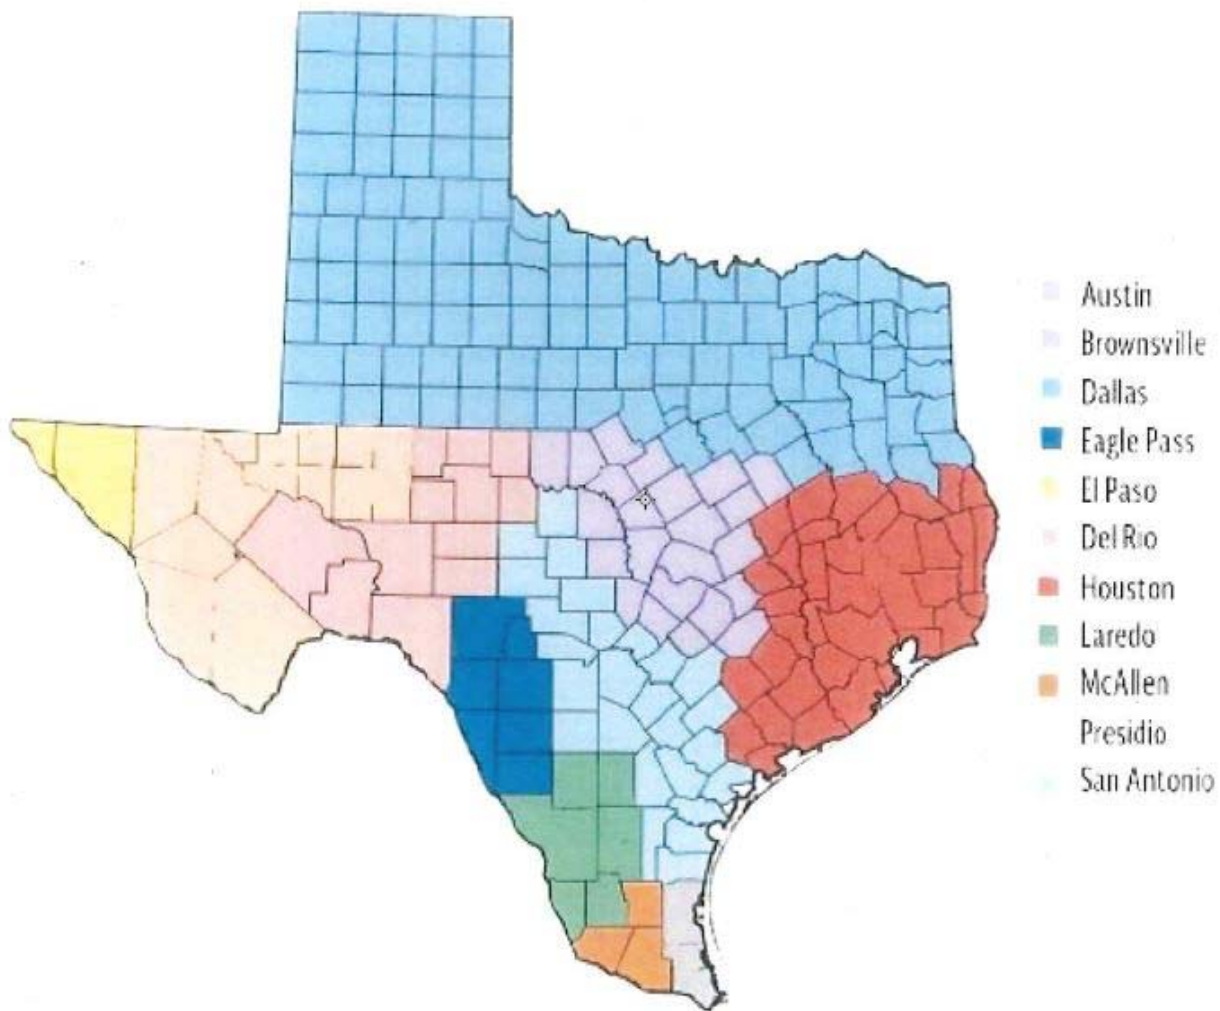 Austin
Brownsville
Dallas
Eagle Pass
El Paso
Del Rio
Houston
Laredo
McAllen
Presidio
San Antonio